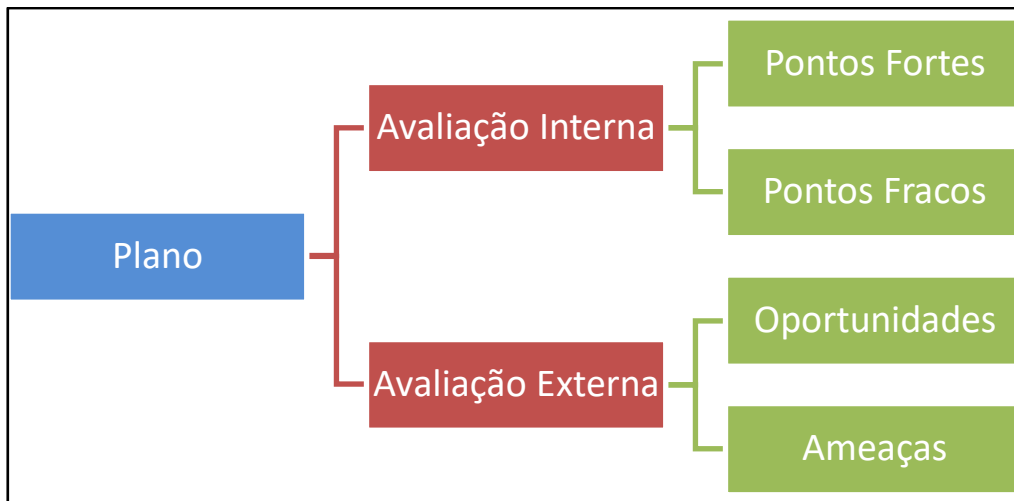 Plano
Avaliação Interna
Pontos Fortes
Pontos Fracos
Avaliação Externa
Oportunidades
Ameaças